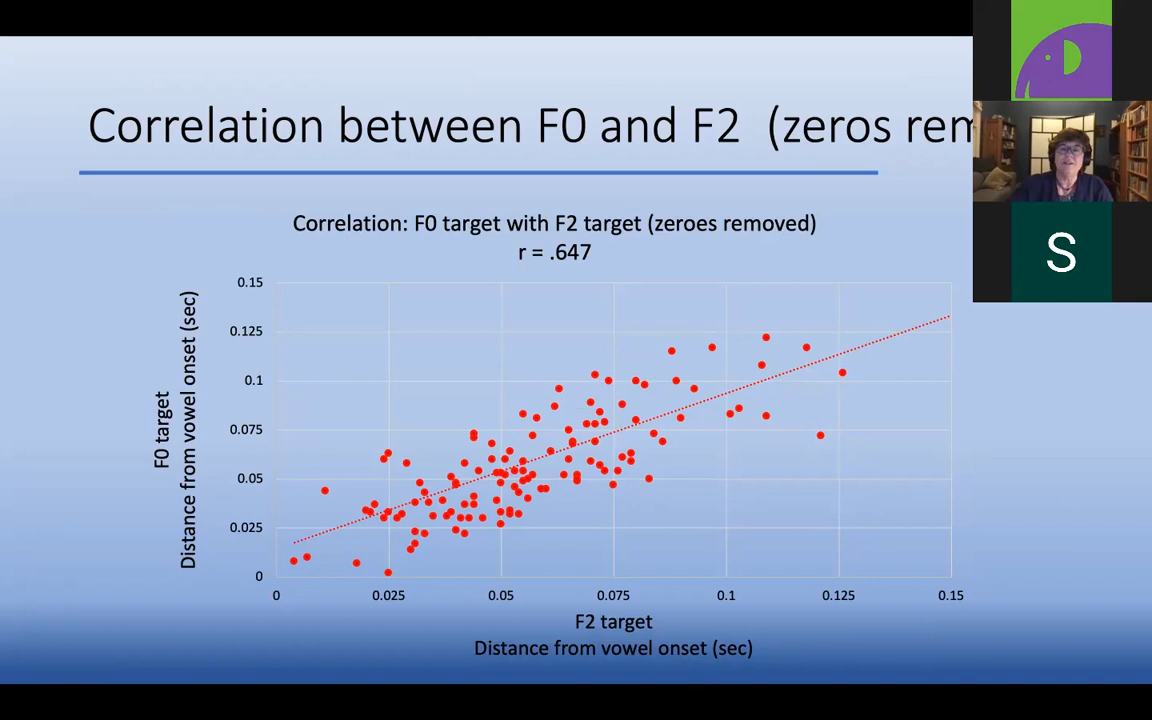 Correlation between F0 and F2 (zeros rem
Correlation: F0 target with F2 target (zeroes removed)
r = .647
0.15
0.125
0.1
0.075
0.05
0.025
0
F0 target
Distance from vowel onset (sec)
0 0.025 0.05 0.075 0.1 0.125 0.15
F2 target
Distance from vowel onset (sec)
S